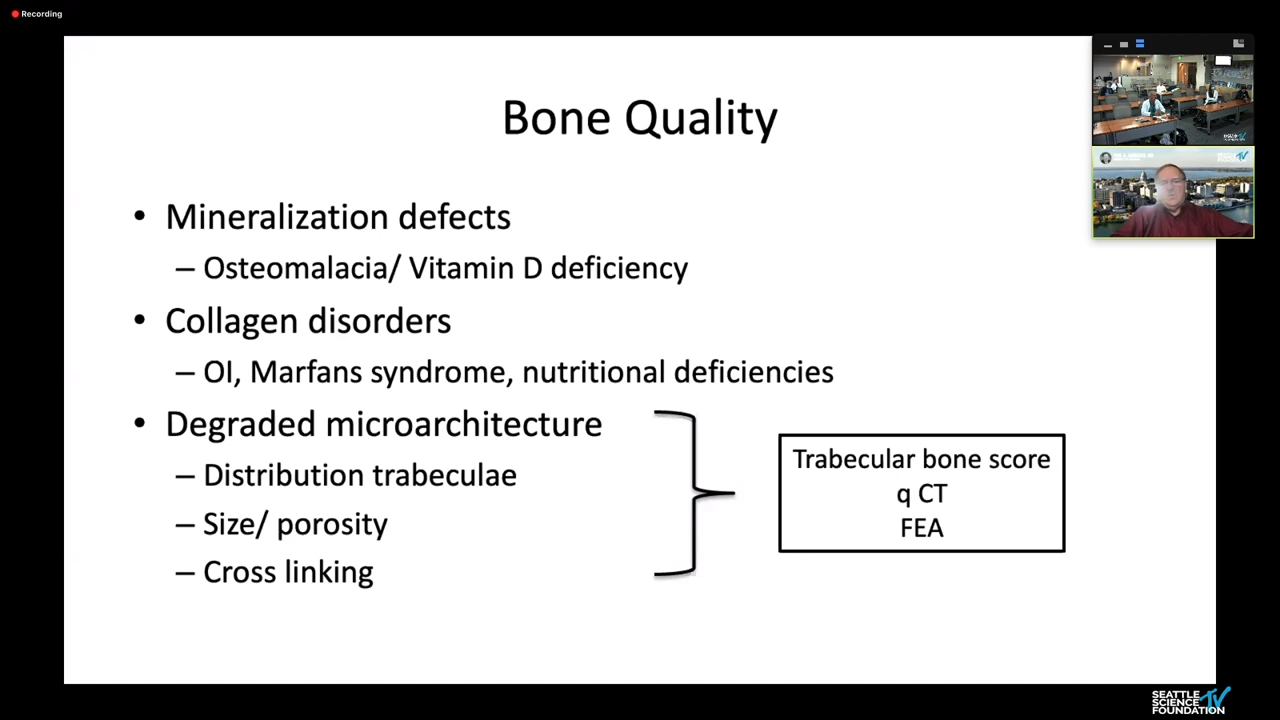 Recording
Bone Quality
• Mineralization defects
– Osteomalacia/ Vitamin D deficiency
• Collagen disorders
– OI, Marfans syndrome, nutritional deficiencies
• Degraded microarchitecture
– Distribution trabeculae
– Size/ porosity
– Cross linking
Trabecular bone score
q CT
FEA
SEATTLE
SCIENCE
FOUNDATION
TV